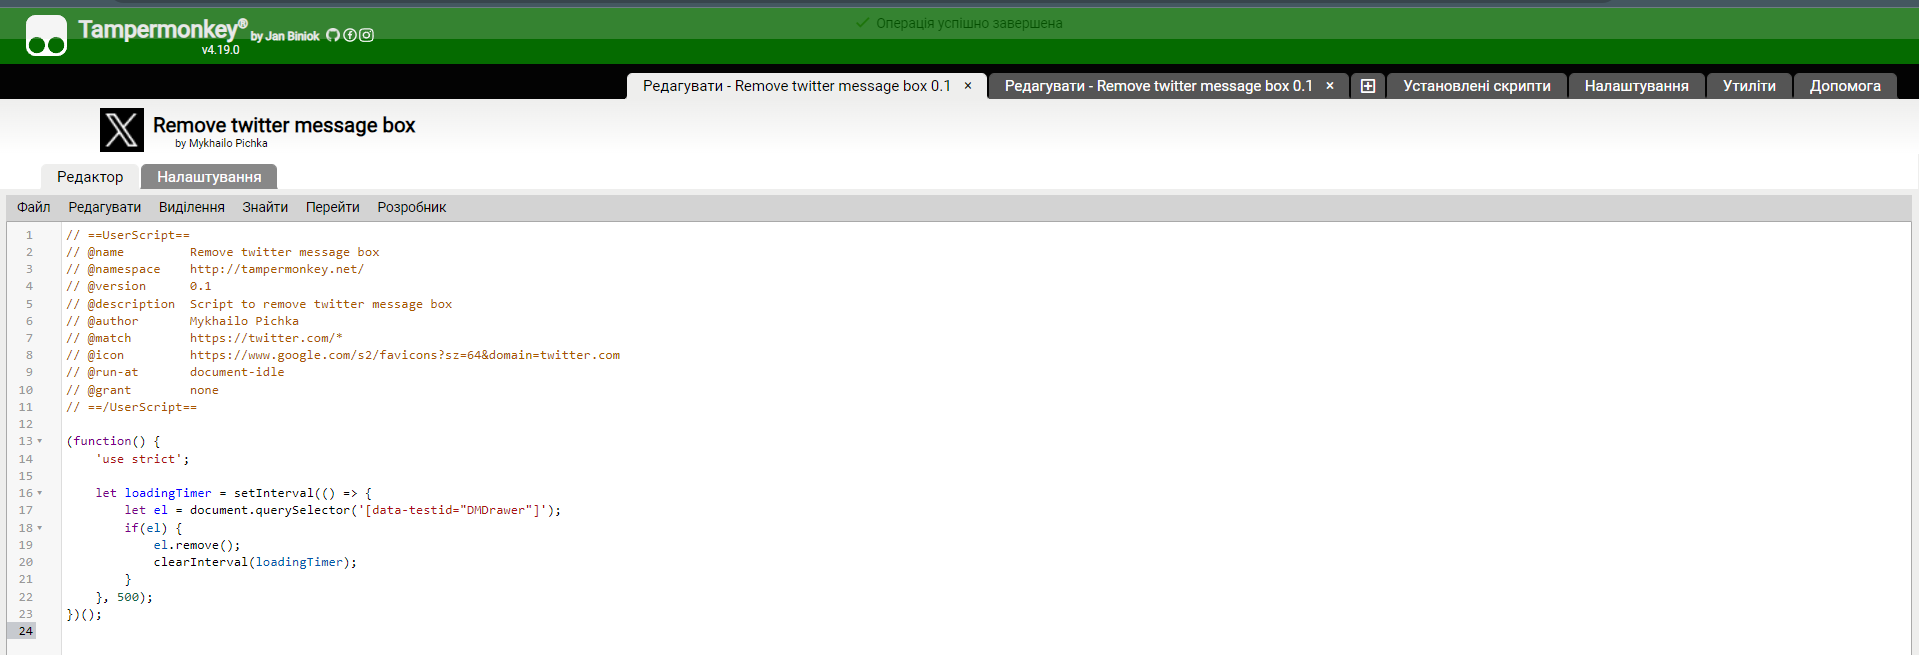 Tampermonkey® by Jan Biniok
v4.19.0
Операція успішно завершена
Редагувати - Remove twitter message box 0.1 ×
Редагувати - Remove twitter message box 0.1 ×
Установлені скрипти
Налаштування
Утиліти
Допомога
Remove twitter message box
by Mykhailo Pichka
Редактор
Налаштування
Файл Редагувати Виділення Знайти Перейти Розробник
1 // ==UserScript==
2 // @name         Remove twitter message box
3 // @namespace    http://tampermonkey.net/
4 // @version      0.1
5 // @description  Script to remove twitter message box
6 // @author       Mykhailo Pichka
7 // @match        https://twitter.com/*
8 // @icon         https://www.google.com/s2/favicons?sz=64&domain=twitter.com
9 // @run-at       document-idle
10 // @grant        none
11 // ==/UserScript==
12
13 (function() {
14     'use strict';
15
16     let loadingTimer = setInterval(() => {
17         let el = document.querySelector('[data-testid="DMDrawer"]');
18         if(el) {
19             el.remove();
20             clearInterval(loadingTimer);
21         }
22     }, 500);
23 })();
24